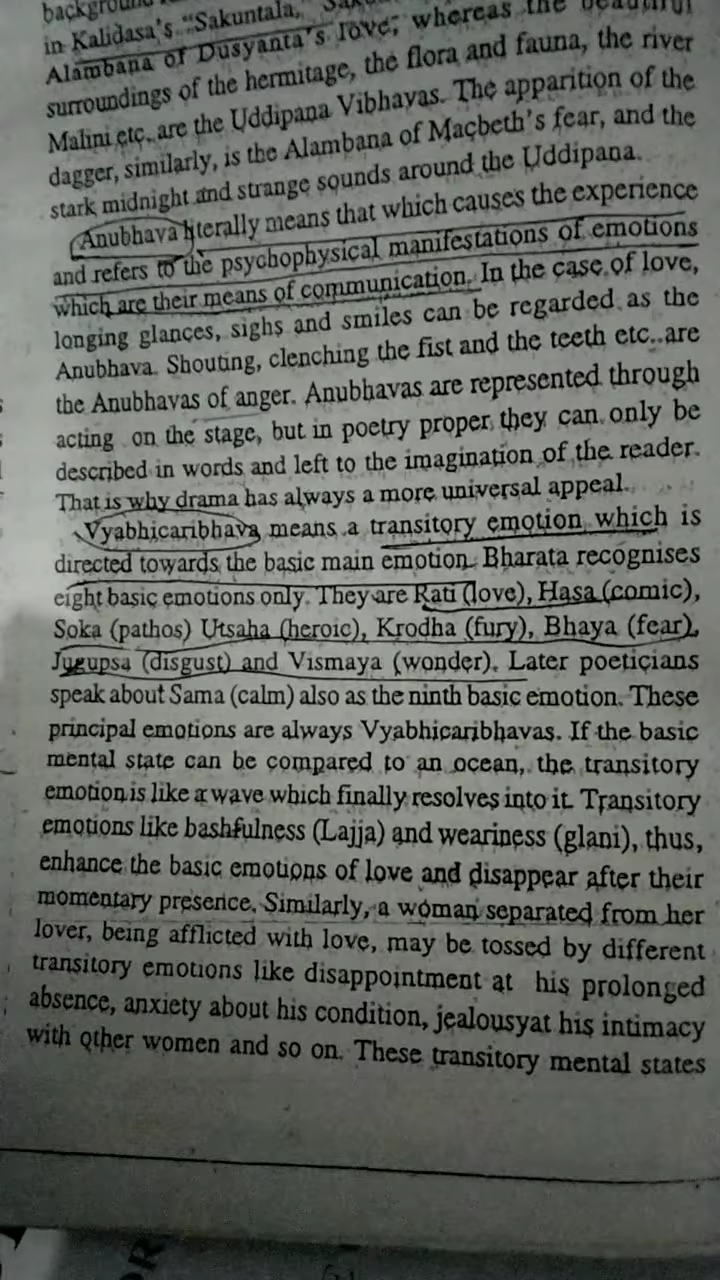 in Kalidasa's "Sakuntala,"
Alambana of Dusyanta's love, whereas the beautiful
surroundings of the hermitage, the flora and fauna, the river
Malini etc. are the Uddipana Vibhavas. The apparition of the
dagger, similarly, is the Alambana of Macbeth's fear, and the
stark midnight and strange sounds around the Uddipana.
Anubhava literally means that which causes the experience
and refers to the psychophysical manifestations of emotions
which are their means of communication. In the case of love,
longing glances, sighs and smiles can be regarded as the
Anubhava. Shouting, clenching the fist and the teeth etc..are
the Anubhavas of anger. Anubhavas are represented through
acting on the stage, but in poetry proper they can only be
described in words and left to the imagination of the reader.
That is why drama has always a more universal appeal.
Vyabhicaribhava means a transitory emotion which is
directed towards the basic main emotion. Bharata recognises
eight basic emotions only. They are Rati (love), Hasa (comic),
Soka (pathos) Utsaha (heroic), Krodha (fury), Bhaya (fear),
Jugupsa (disgust) and Vismaya (wonder). Later poeticians
speak about Sama (calm) also as the ninth basic emotion. These
principal emotions are always Vyabhicaribhavas. If the basic
mental state can be compared to an ocean, the transitory
emotion is like a wave which finally resolves into it. Transitory
emotions like bashfulness (Lajja) and weariness (glani), thus,
enhance the basic emotions of love and disappear after their
momentary presence. Similarly, a woman separated from her
lover, being afflicted with love, may be tossed by different
transitory emotions like disappointment at his prolonged
absence, anxiety about his condition, jealousyat his intimacy
with other women and so on. These transitory mental states